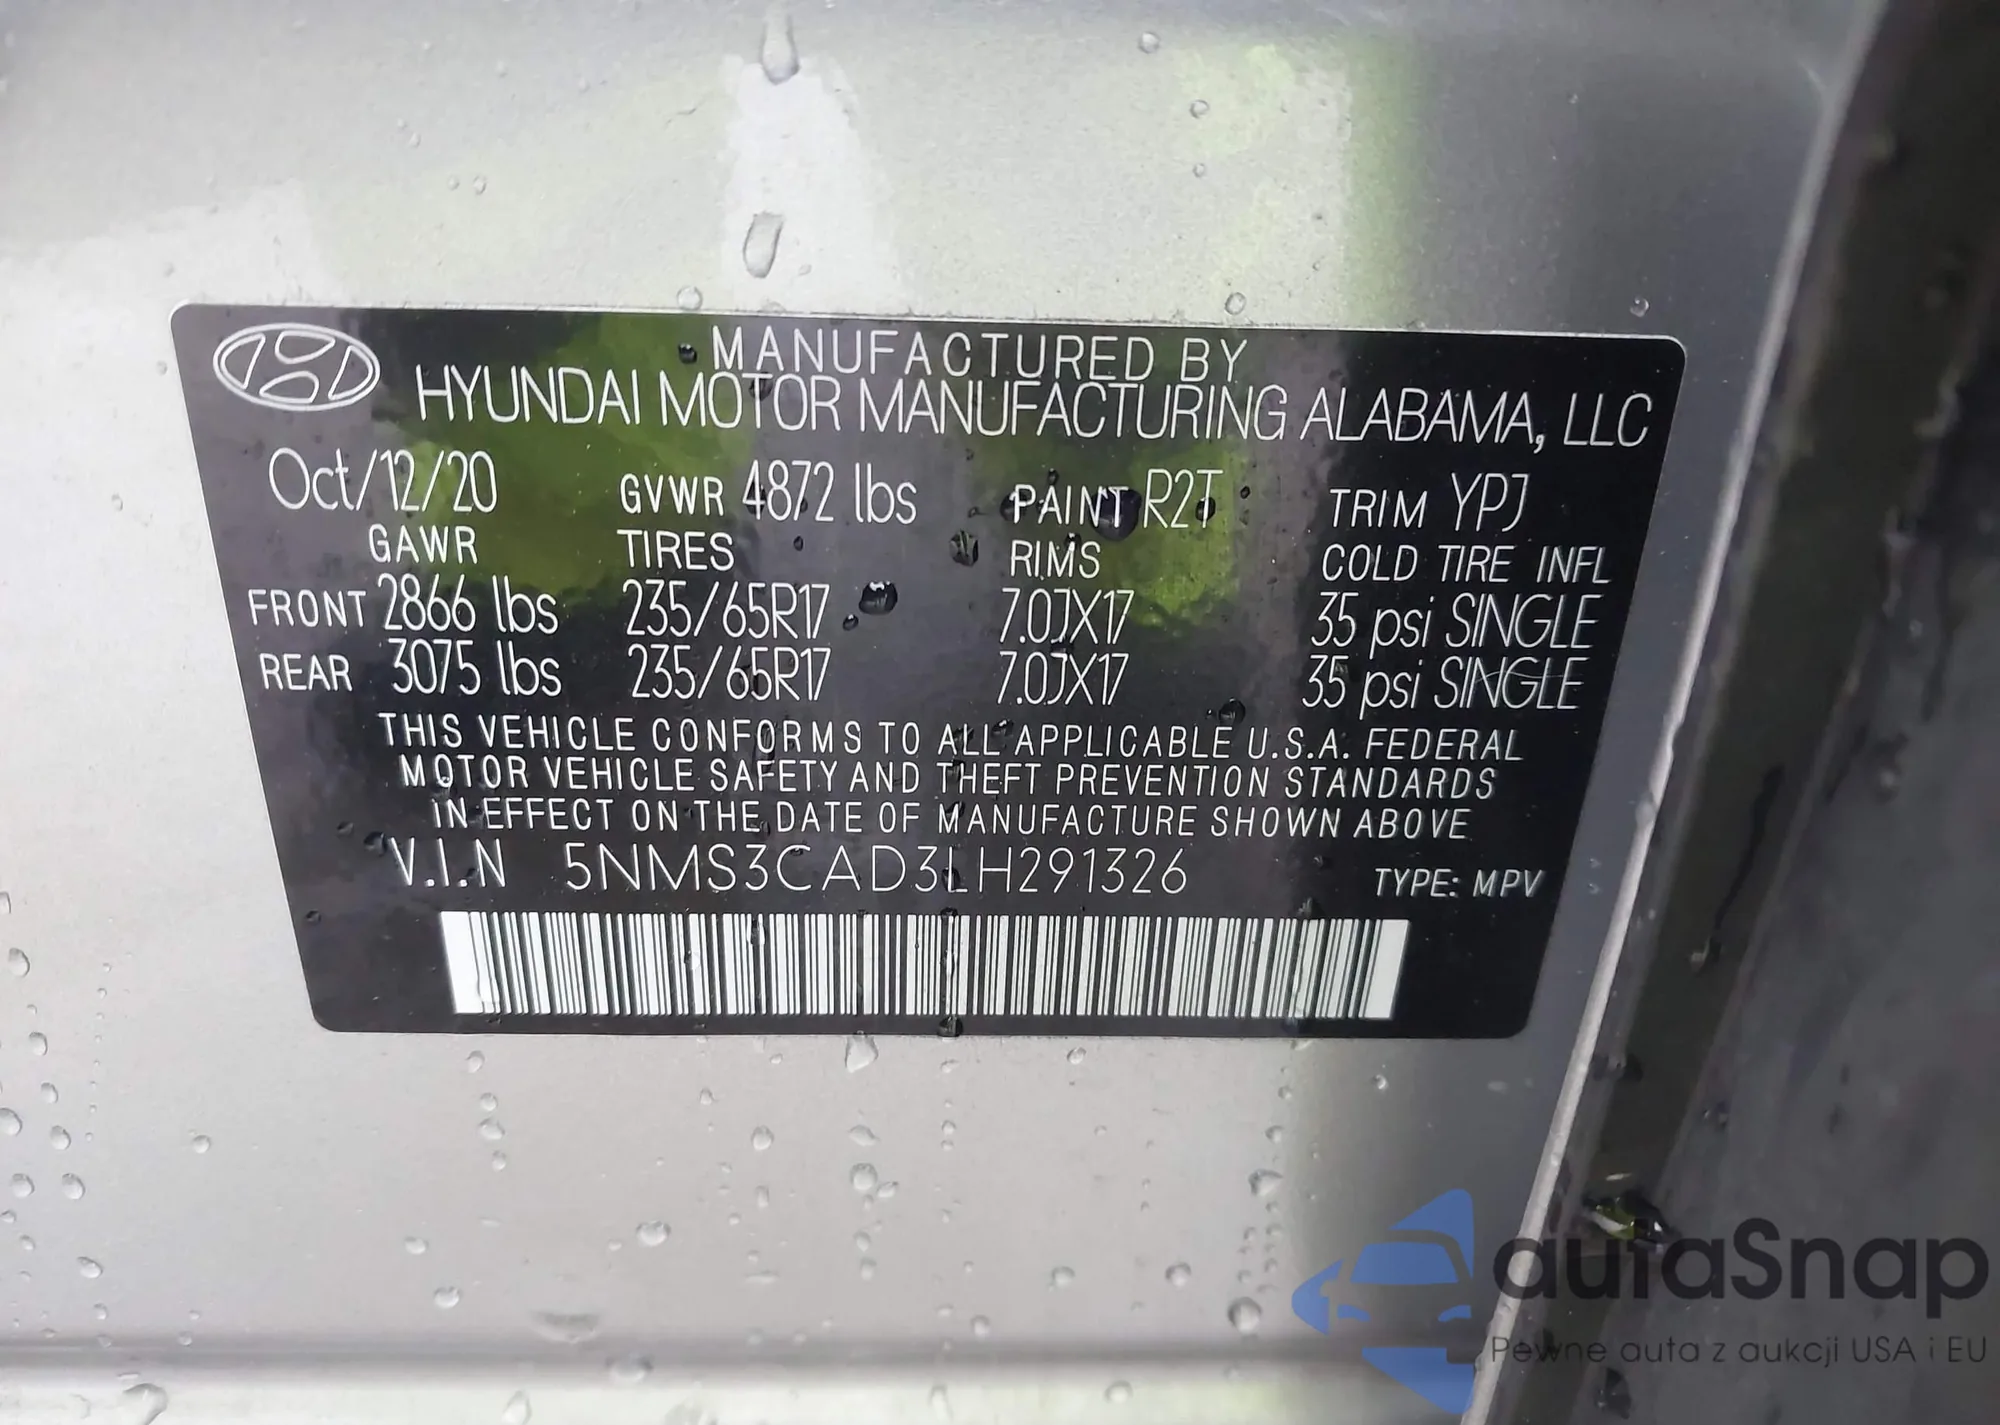 MANUFACTURED BY
HYUNDAI MOTOR MANUFACTURING ALABAMA, LLC
Oct/12/20 GVWR 4872 lbs PAINT R2T TRIM YPJ
GAWR TIRES RIMS COLD TIRE INFL
FRONT 2866 lbs 235/65R17 7.0JX17 35 psi SINGLE
REAR 3075 lbs 235/65R17 7.0JX17 35 psi SINGLE
THIS VEHICLE CONFORMS TO ALL APPLICABLE U.S.A. FEDERAL
MOTOR VEHICLE SAFETY AND THEFT PREVENTION STANDARDS
IN EFFECT ON THE DATE OF MANUFACTURE SHOWN ABOVE
V.I.N 5NMS3CAD3LH291326 TYPE: MPV
autaSnap
Pewne auta z aukcji USA i EU